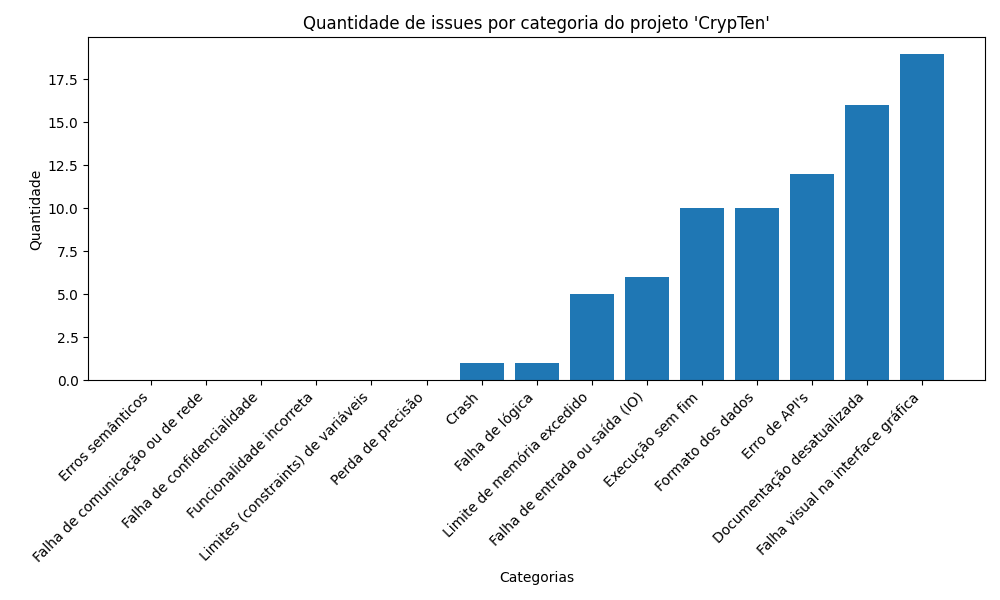 Quantidade de issues por categoria do projeto 'CrypTen'
Quantidade
17.5
15.0
12.5
10.0
7.5
5.0
2.5
0.0
Erros semânticos
Falha de comunicação ou de rede
Falha de confidencialidade
Funcionalidade incorreta
Limites (constraints) de variáveis
Perda de precisão
Crash
Falha de lógica
Limite de memória excedido
Falha de entrada ou saída (IO)
Execução sem fim
Formato dos dados
Erro de API's
Documentação desatualizada
Falha visual na interface gráfica
Categorias